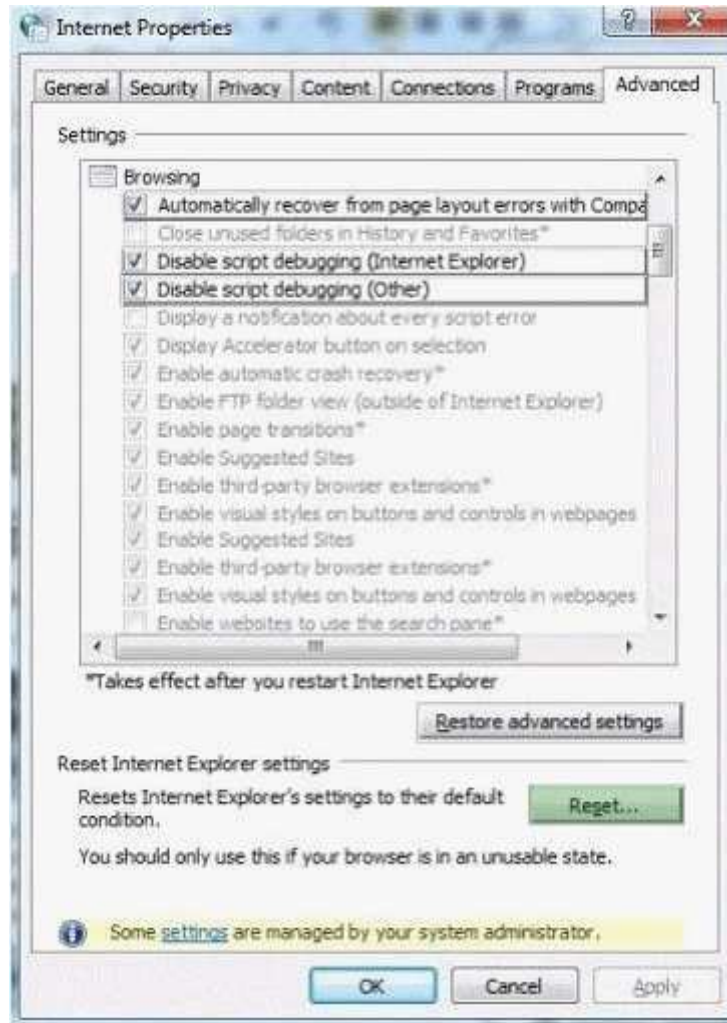 Internet Properties
General Security Privacy Content Connections Programs Advanced
Settings
Browsing
Automatically recover from page layout errors with Compa
Close unused folders in History and Favorites*
Disable script debugging (Internet Explorer)
Disable script debugging (Other)
Display a notification about every script error
Display Accelerator button on selection
Enable automatic crash recovery*
Enable FTP folder view (outside of Internet Explorer)
Enable page transitions*
Enable Suggested Sites
Enable third-party browser extensions*
Enable visual styles on buttons and controls in webpages
Enable Suggested Sites
Enable third-party browser extensions*
Enable visual styles on buttons and controls in webpages
Enable websites to use the search pane*
*Takes effect after you restart Internet Explorer
Restore advanced settings
Reset Internet Explorer settings
Resets Internet Explorer's settings to their default
condition.
Reset...
You should only use this if your browser is in an unusable state.
Some settings are managed by your system administrator.
OK Cancel Apply